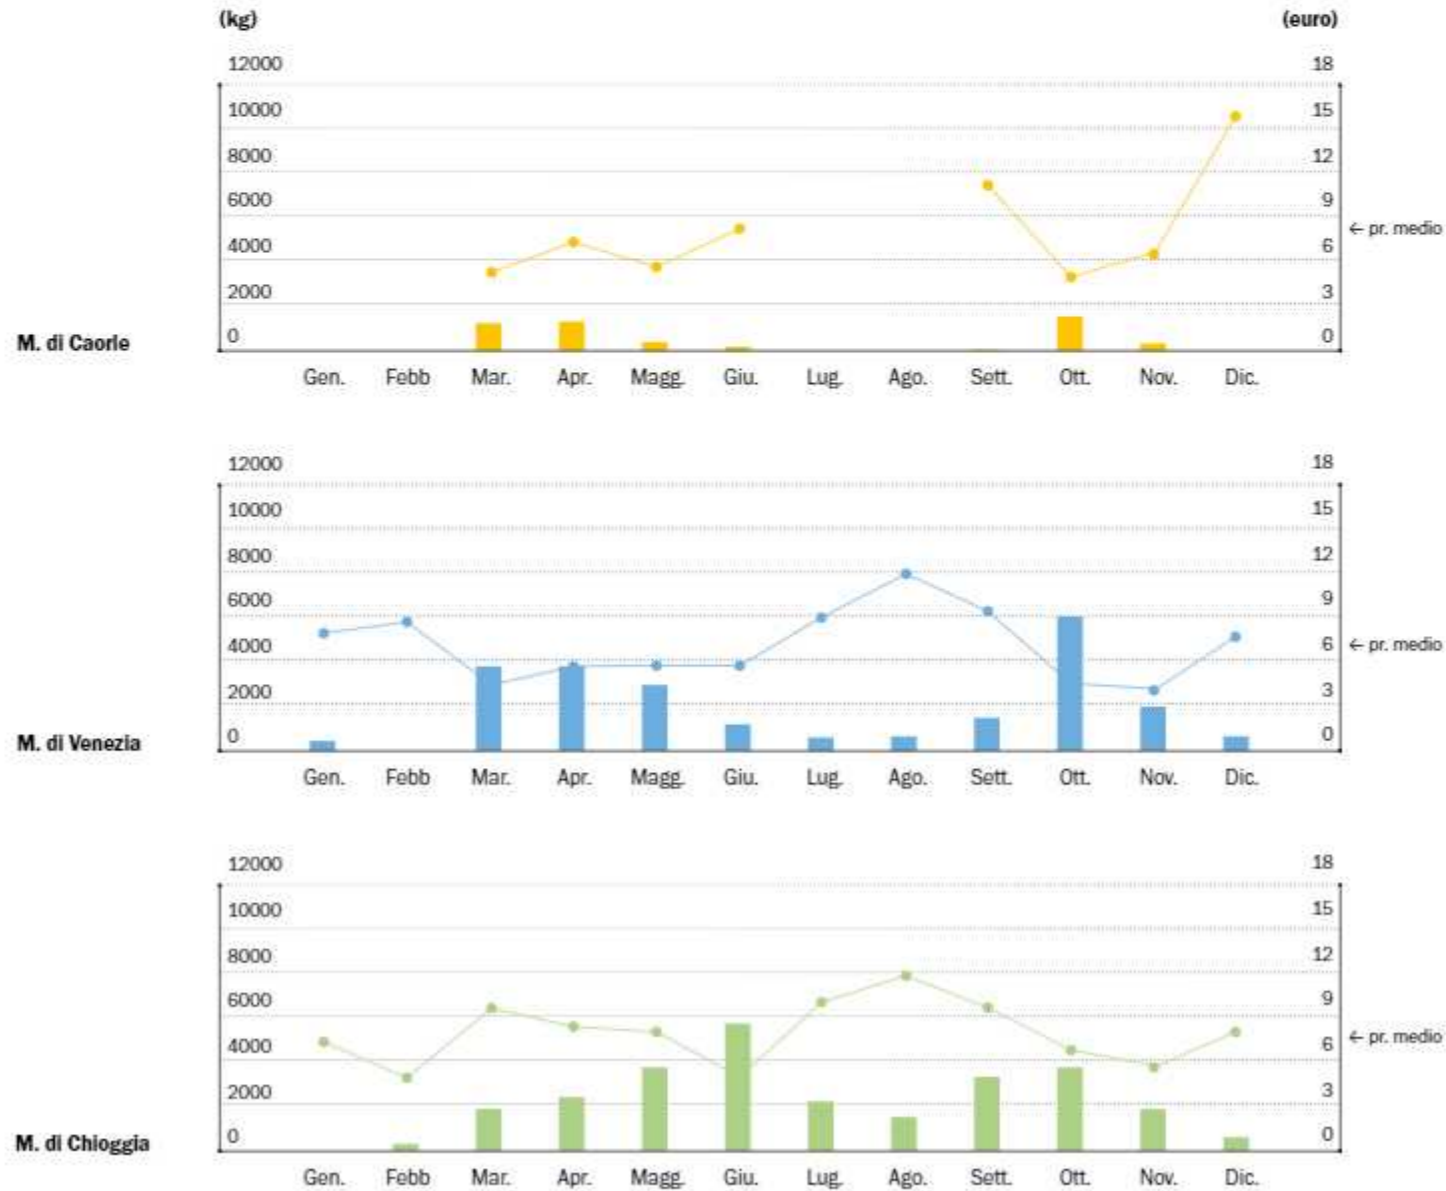 (kg) (euro)
12000 18
10000 15
8000 12
6000 9
← pr. medio
4000 6
2000 3
M. di Caorle 0 0
Gen. Febb Mar. Apr. Magg. Giu. Lug. Ago. Sett. Ott. Nov. Dic.
12000 18
10000 15
8000 12
6000 9
4000 6 ← pr. medio
2000 3
M. di Venezia 0 0
Gen. Febb Mar. Apr. Magg. Giu. Lug. Ago. Sett. Ott. Nov. Dic.
12000 18
10000 15
8000 12
6000 9
4000 6 ← pr. medio
2000 3
M. di Chioggia 0 0
Gen. Febb Mar. Apr. Magg. Giu. Lug. Ago. Sett. Ott. Nov. Dic.